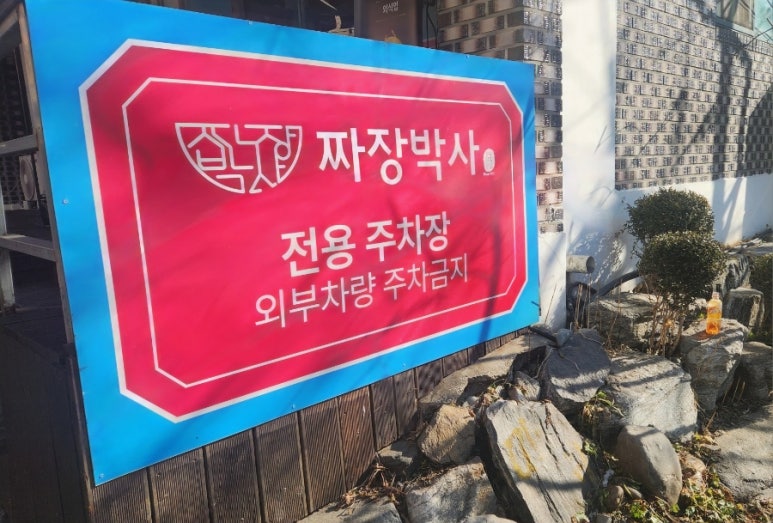 짜장박사
전용 주차장
외부차량 주차금지